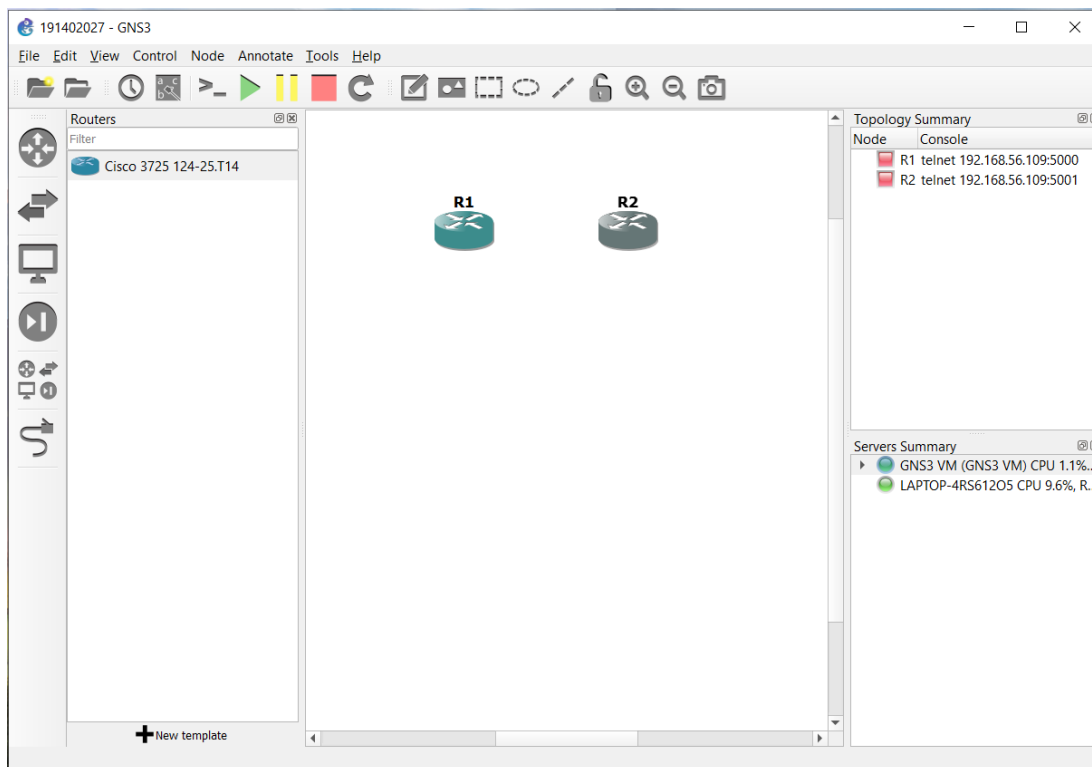 191402027 - GNS3
File Edit View Control Node Annotate Tools Help
Routers
Filter
Cisco 3725 124-25.T14
New template
R1
R2
Topology Summary
Node Console
R1 telnet 192.168.56.109:5000
R2 telnet 192.168.56.109:5001
Servers Summary
GNS3 VM (GNS3 VM) CPU 1.1%..
LAPTOP-4RS612O5 CPU 9.6%, R.